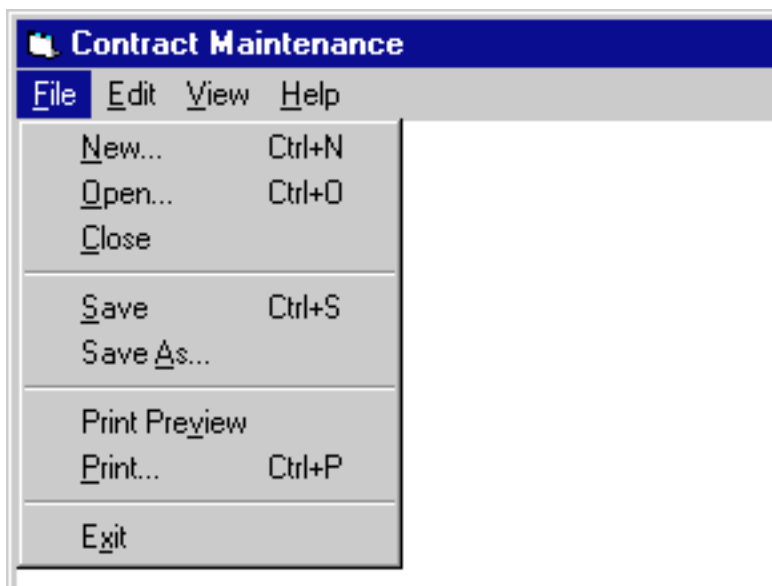 Contract Maintenance
File Edit View Help
New... Ctrl+N
Open... Ctrl+O
Close
Save Ctrl+S
Save As...
Print Preview
Print... Ctrl+P
Exit